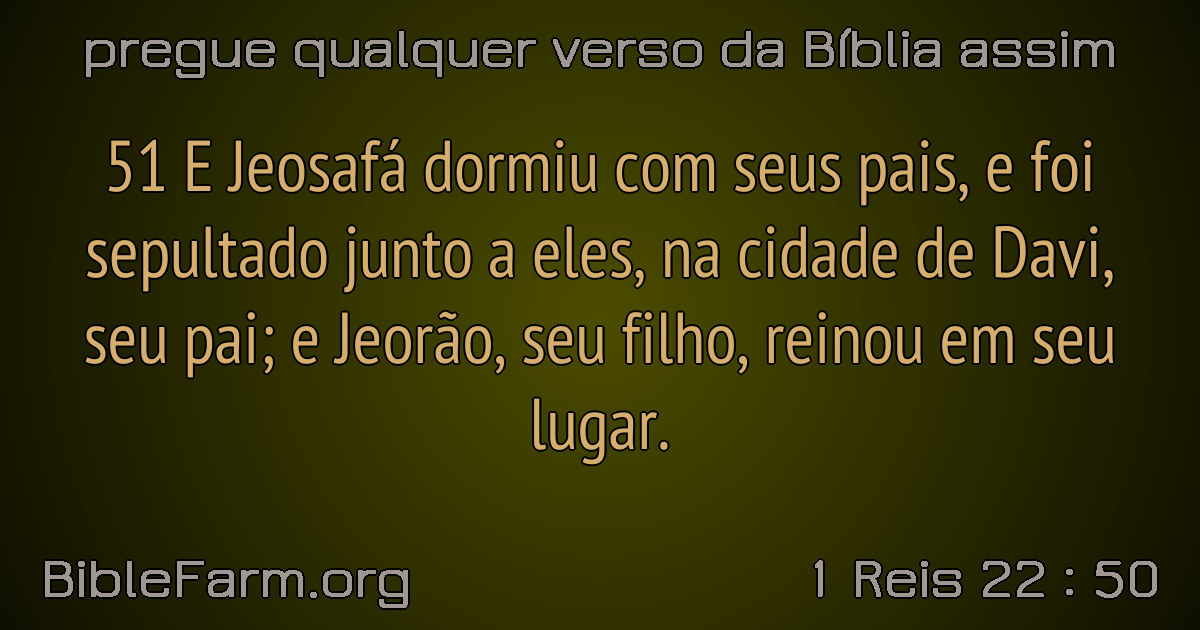 pregue qualquer verso da Bíblia assim
51 E Jeosafá dormiu com seus pais, e foi
sepultado junto a eles, na cidade de Davi,
seu pai; e Jeorão, seu filho, reinou em seu
lugar.
BibleFarm.org
1 Reis 22 : 50